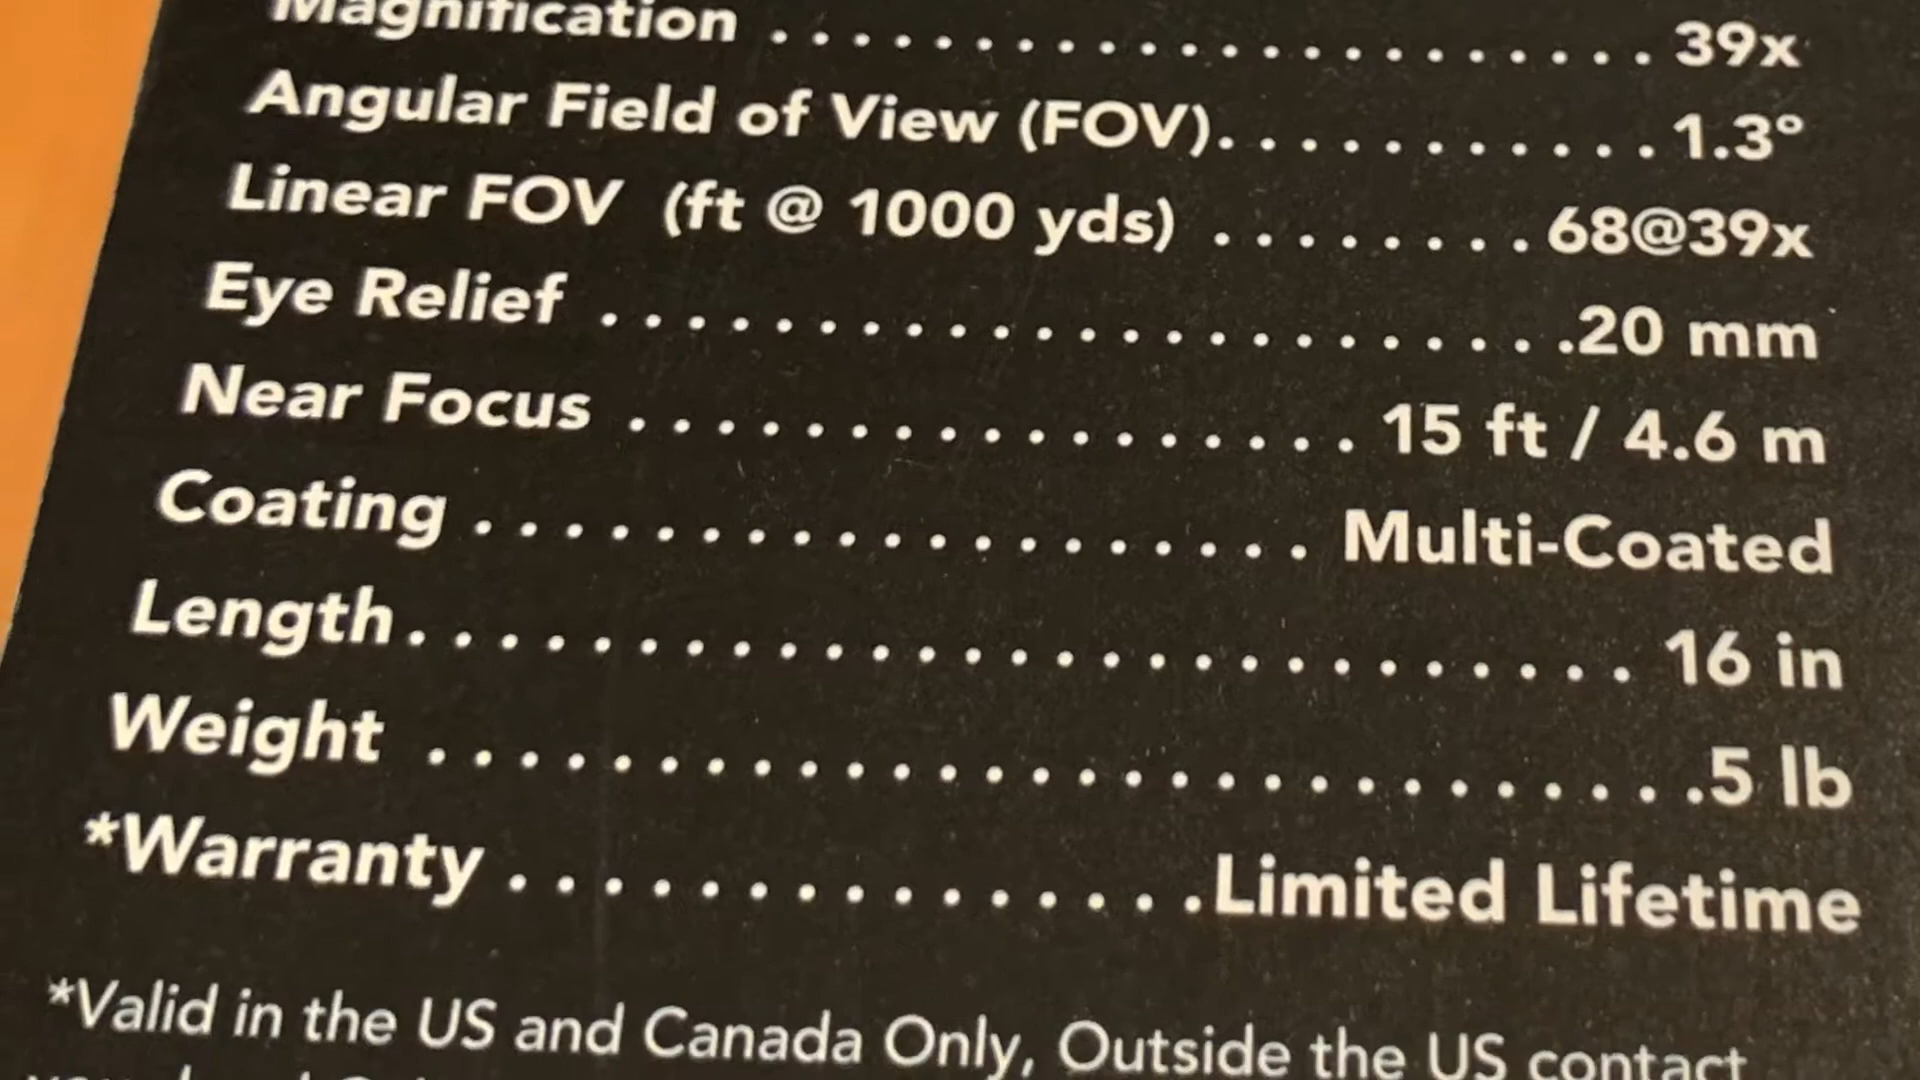 Magnification . . . . . . . . . . . . . . . . . . . . . . 39x
Angular Field of View (FOV). . . . . . . . . . . 1.3°
Linear FOV (ft @ 1000 yds) . . . . . . . . 68@39x
Eye Relief . . . . . . . . . . . . . . . . . . . . . . .20 mm
Near Focus . . . . . . . . . . . . . . . . . 15 ft / 4.6 m
Coating . . . . . . . . . . . . . . . . . . . Multi-Coated
Length. . . . . . . . . . . . . . . . . . . . . . . . . . . 16 in
Weight . . . . . . . . . . . . . . . . . . . . . . . . . . . .5 lb
*Warranty . . . . . . . . . . . . . . . .Limited Lifetime
*Valid in the US and Canada Only, Outside the US contact